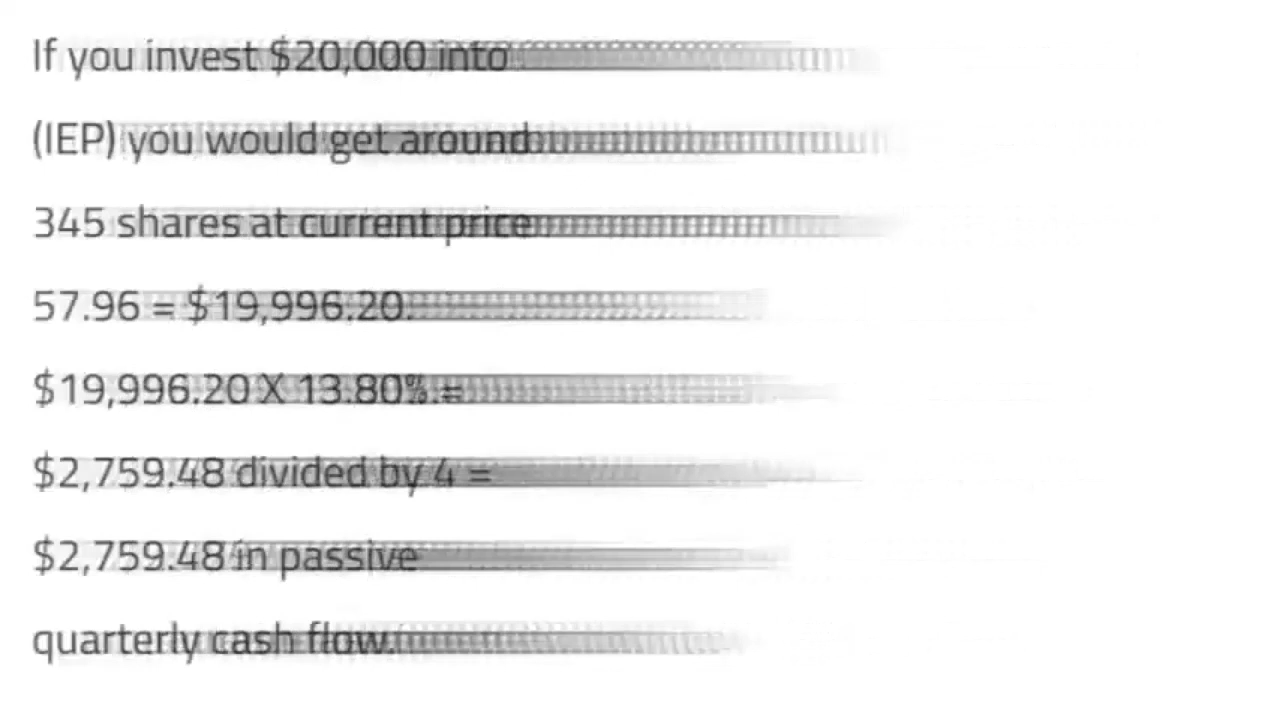 If you invest $20,000 into
(IEP) you would get around
345 shares at current price
57.96 = $19,996.20.
$19,996.20 X 13.80% =
$2,759.48 divided by 4 =
$2,759.48 in passive
quarterly cash flow.